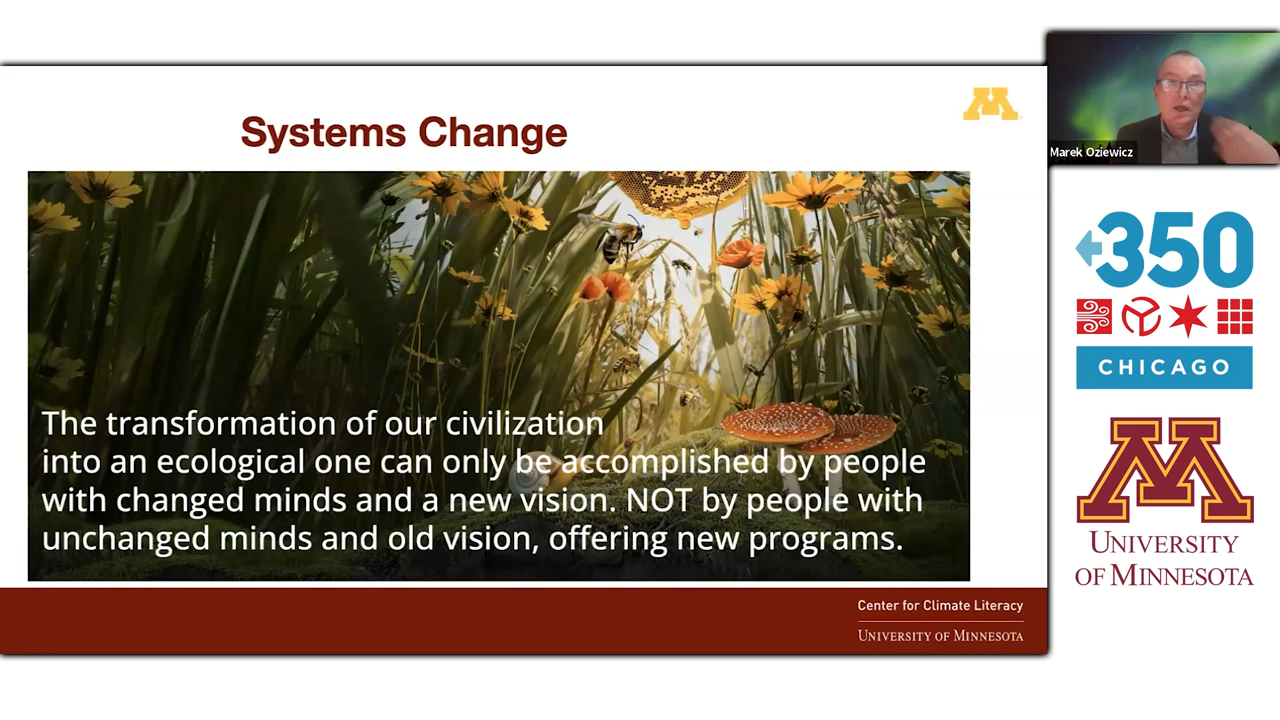 Systems Change
M
The transformation of our civilization
into an ecological one can only be accomplished by people
with changed minds and a new vision. NOT by people with
unchanged minds and old vision, offering new programs.
Center for Climate Literacy
UNIVERSITY OF MINNESOTA
Marek Oziewicz
350
CHICAGO
M
UNIVERSITY
OF MINNESOTA